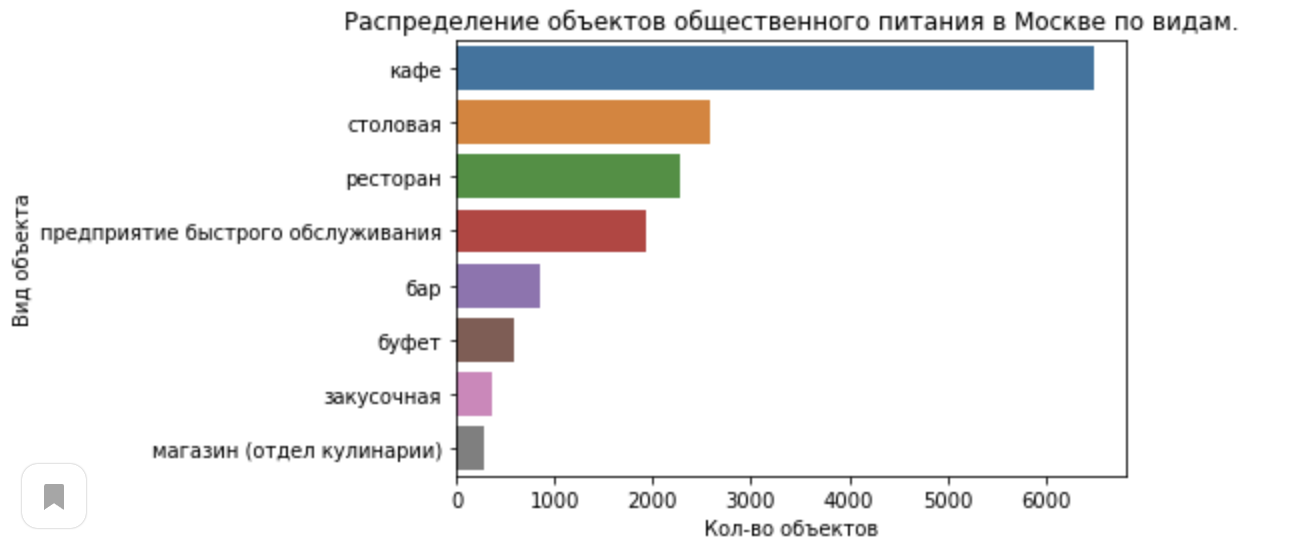 Распределение объектов общественного питания в Москве по видам.
Вид объекта
кафе
столовая
ресторан
предприятие быстрого обслуживания
бар
буфет
закусочная
магазин (отдел кулинарии)
0 1000 2000 3000 4000 5000 6000
Кол-во объектов